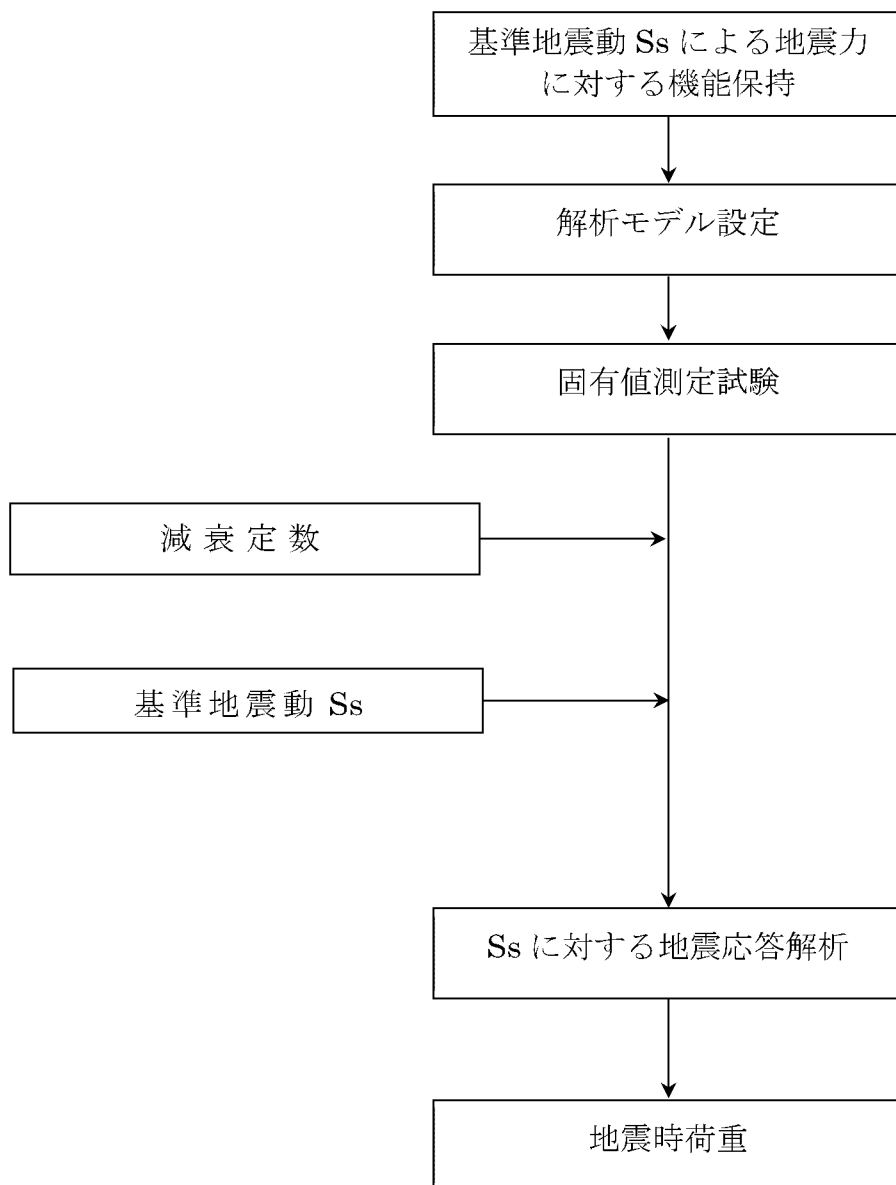 基準地震動 Ss による地震力
に対する機能保持
解析モデル設定
固有値測定試験
減衰定数
基準地震動 Ss
Ss に対する地震応答解析
地震時荷重